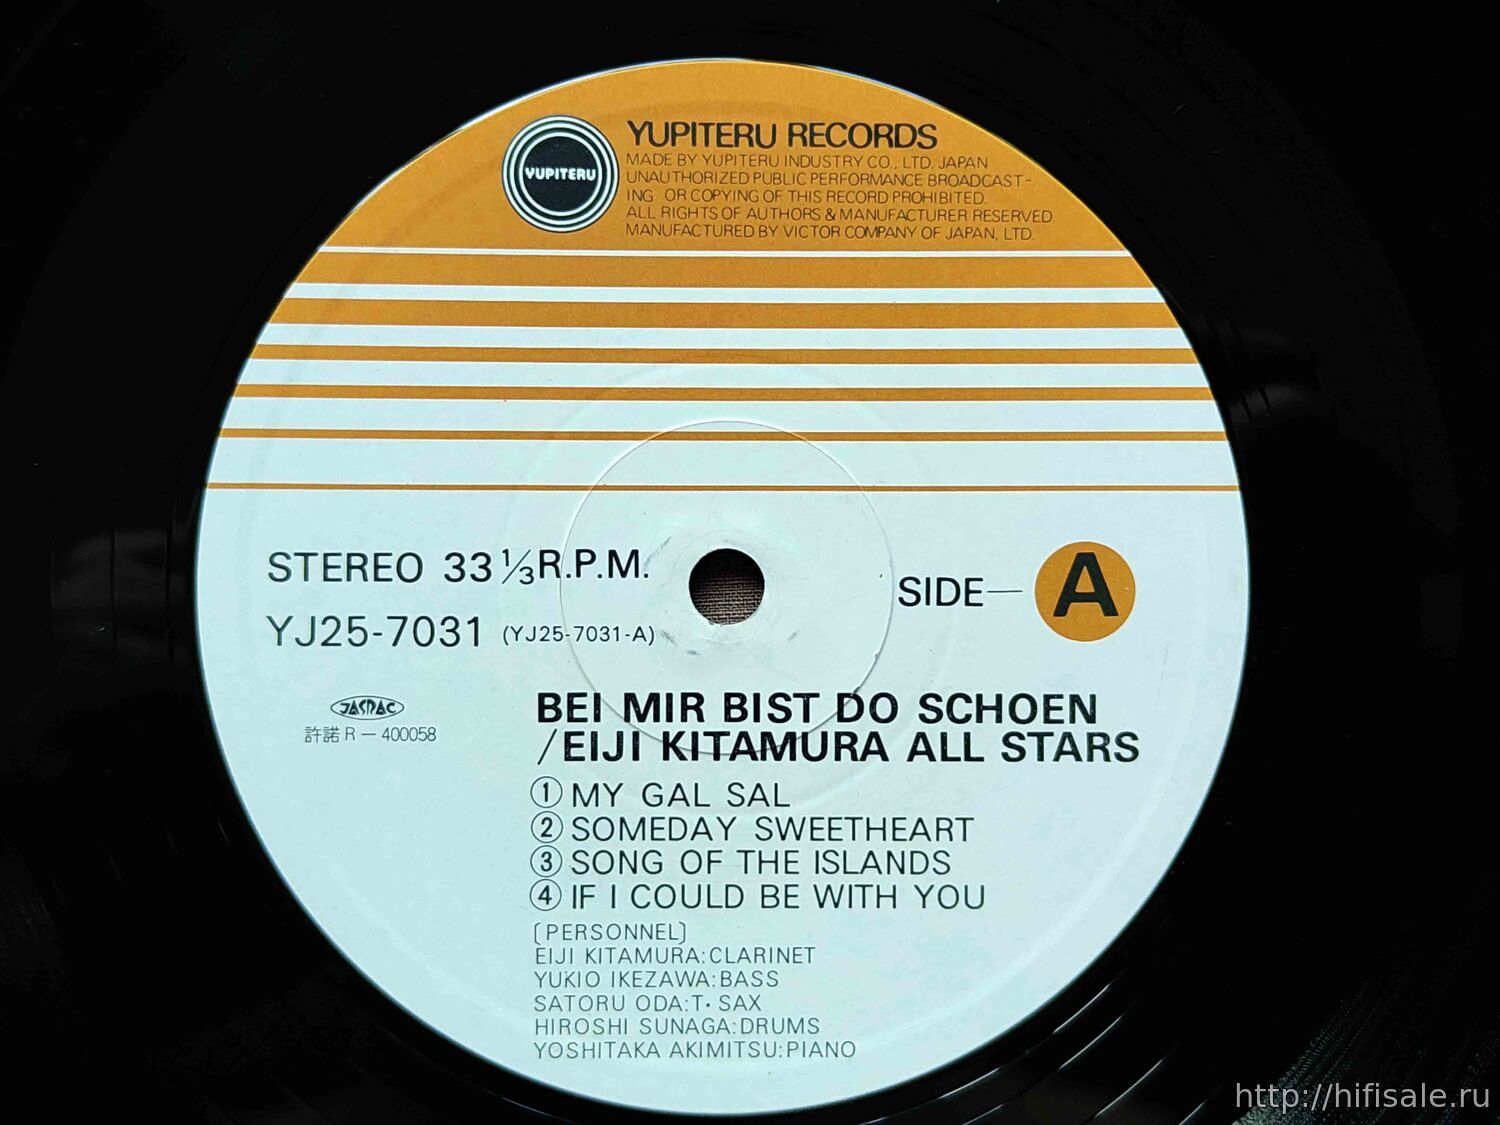 YUPITERU
YUPITERU RECORDS
MADE BY YUPITERU INDUSTRY CO., LTD. JAPAN
UNAUTHORIZED PUBLIC PERFORMANCE BROADCAST-
ING OR COPYING OF THIS RECORD PROHIBITED.
ALL RIGHTS OF AUTHORS & MANUFACTURER RESERVED
MANUFACTURED BY VICTOR COMPANY OF JAPAN, LTD.
STEREO 33⅓ R.P.M.
SIDE—A
YJ25-7031 (YJ25-7031-A)
JASRAC
許諾 R-400058
BEI MIR BIST DO SCHOEN
/EIJI KITAMURA ALL STARS
① MY GAL SAL
② SOMEDAY SWEETHEART
③ SONG OF THE ISLANDS
④ IF I COULD BE WITH YOU
[PERSONNEL]
EIJI KITAMURA:CLARINET
YUKIO IKEZAWA:BASS
SATORU ODA:T・SAX
HIROSHI SUNAGA:DRUMS
YOSHITAKA AKIMITSU:PIANO
http://hifisale.ru